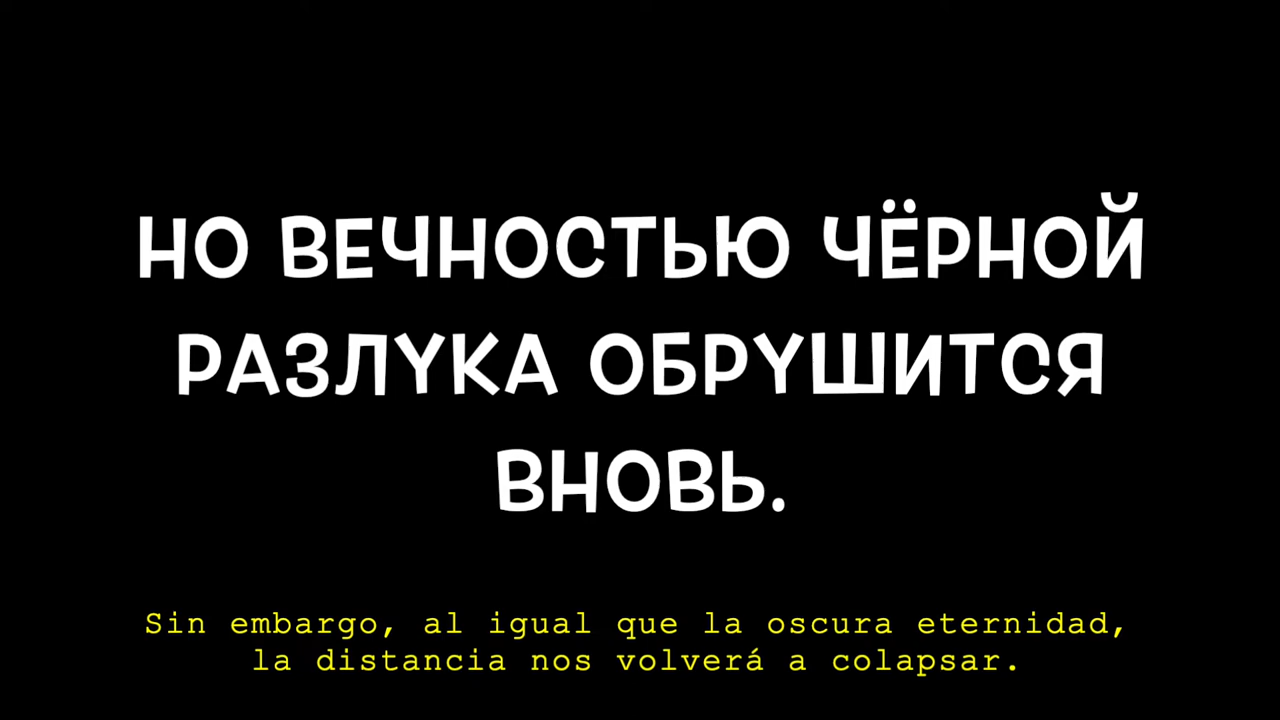 НО ВЕЧНОСТЬЮ ЧЁРНОЙ
РАЗЛУКА ОБРУШИТСЯ
ВНОВЬ.
Sin embargo, al igual que la oscura eternidad,
la distancia nos volverá a colapsar.